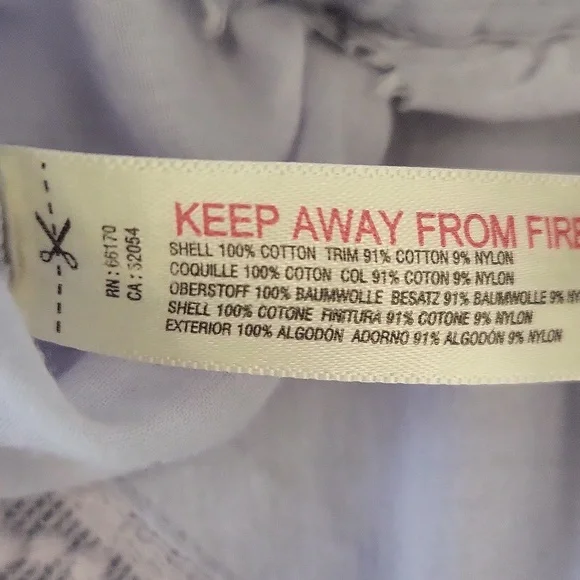 RN: 66170
CA: 32054
KEEP AWAY FROM FIRE
SHELL 100% COTTON TRIM 91% COTTON 9% NYLON
COQUILLE 100% COTON COL 91% COTON 9% NYLON
OBERSTOFF 100% BAUMWOLLE BESATZ 91% BAUMWOLLE 9% NY
SHELL 100% COTONE FINITURA 91% COTONE 9% NYLON
EXTERIOR 100% ALGODÓN ADORNO 91% ALGODÓN 9% NYLON